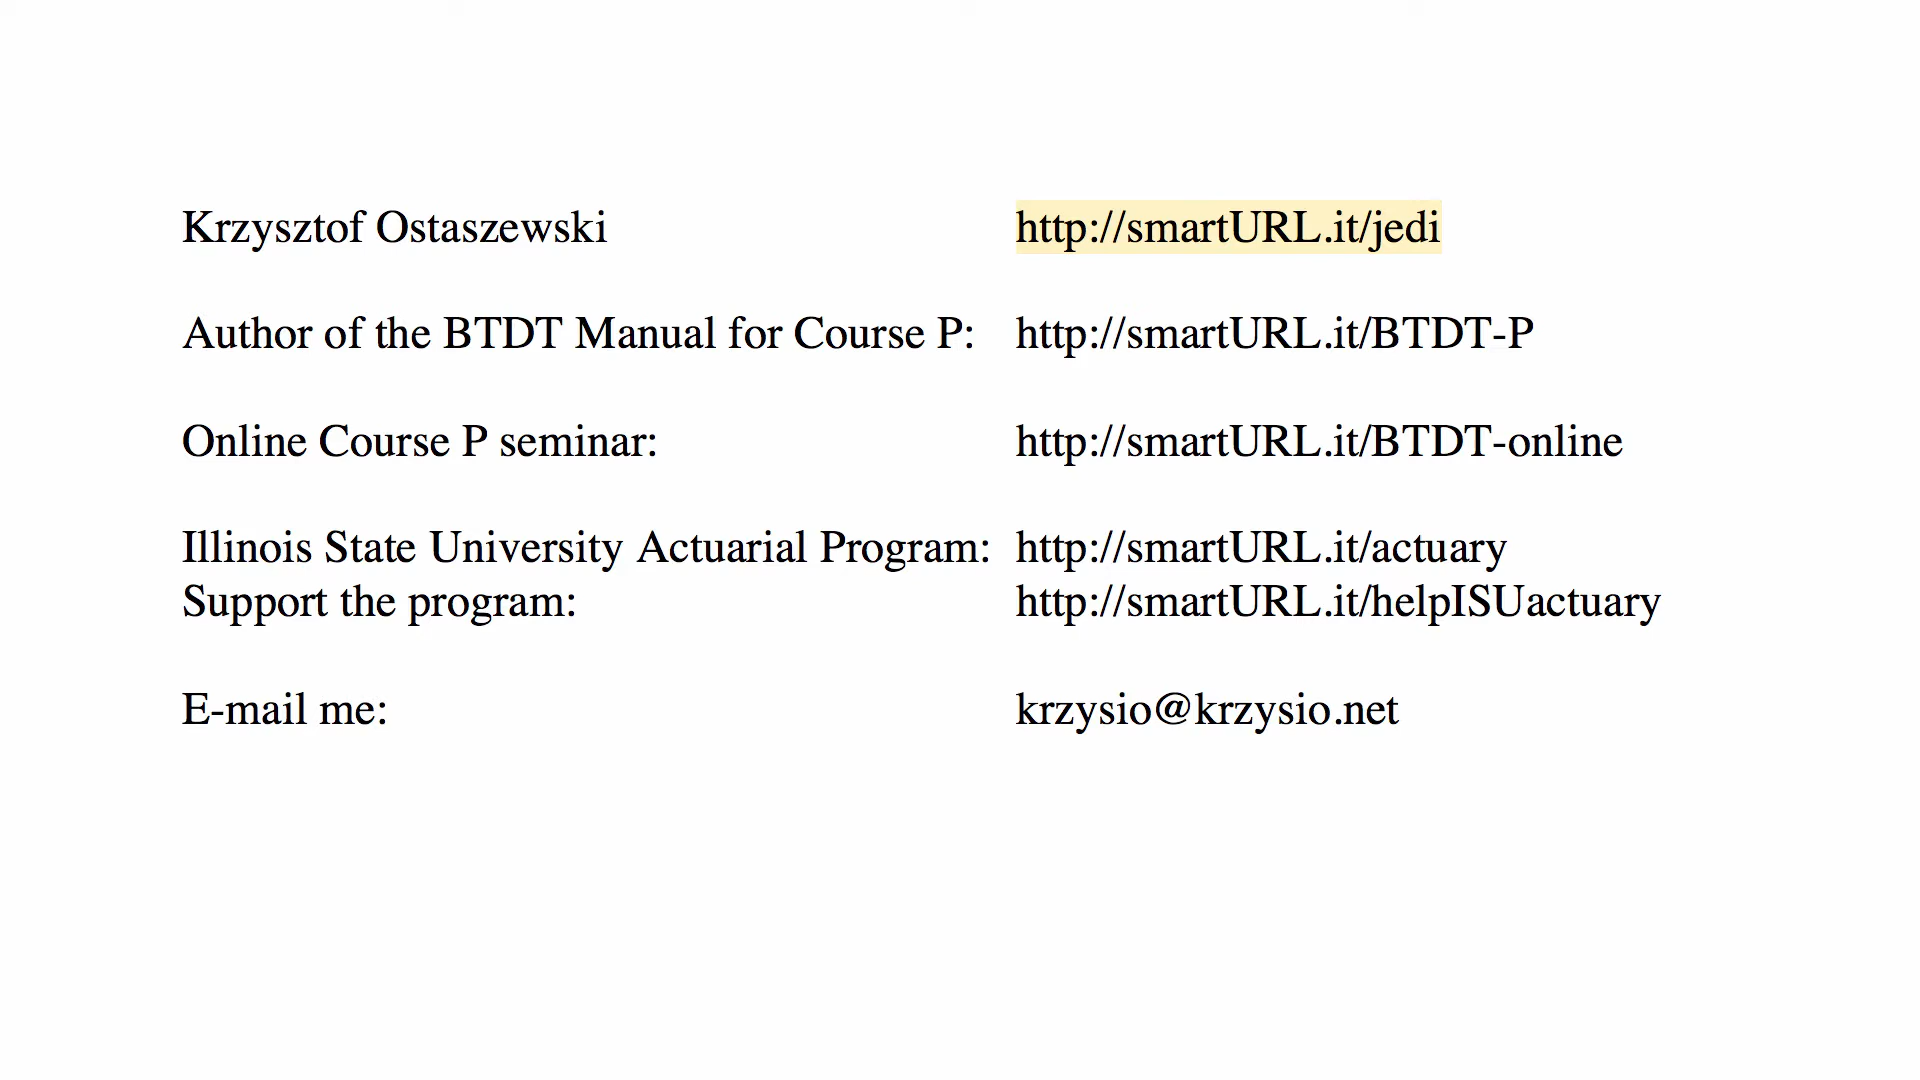 Krzysztof Ostaszewski http://smartURL.it/jedi
Author of the BTDT Manual for Course P: http://smartURL.it/BTDT-P
Online Course P seminar: http://smartURL.it/BTDT-online
Illinois State University Actuarial Program: http://smartURL.it/actuary
Support the program: http://smartURL.it/helpISUactuary
E-mail me: krzysio@krzysio.net